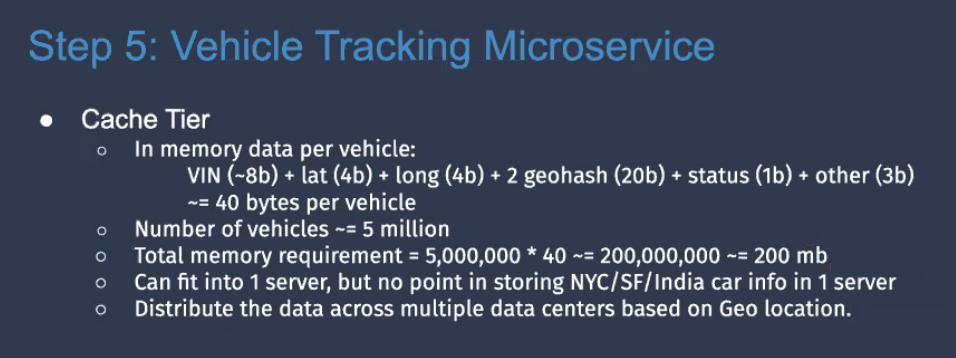 Step 5: Vehicle Tracking Microservice
● Cache Tier
○ In memory data per vehicle:
VIN (~8b) + lat (4b) + long (4b) + 2 geohash (20b) + status (1b) + other (3b)
~= 40 bytes per vehicle
○ Number of vehicles ~= 5 million
○ Total memory requirement = 5,000,000 * 40 ~= 200,000,000 ~= 200 mb
○ Can fit into 1 server, but no point in storing NYC/SF/India car info in 1 server
○ Distribute the data across multiple data centers based on Geo location.